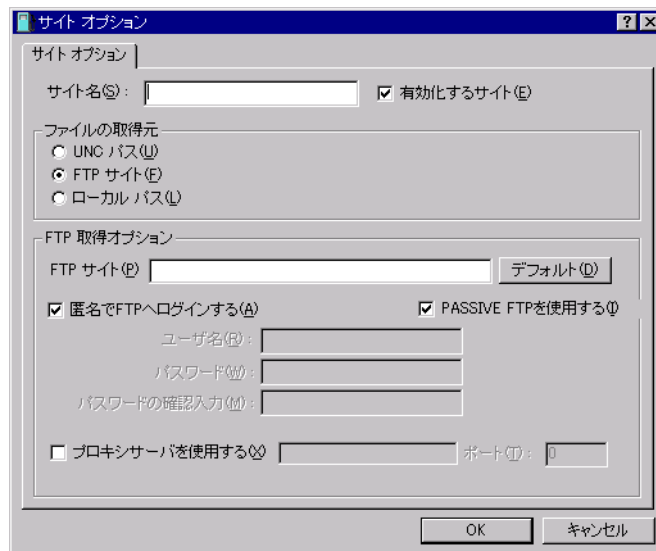 サイト オプション
サイト オプション
サイト名(S):
有効化するサイト(E)
ファイルの取得元
UNC パス(U)
FTP サイト(F)
ローカル パス(L)
FTP 取得オプション
FTP サイト(P)
デフォルト(D)
匿名でFTPへログインする(A)
PASSIVE FTPを使用する(I)
ユーザ名(R):
パスワード(W):
パスワードの確認入力(M):
プロキシサーバを使用する(X)
ポート(T): 0
OK
キャンセル